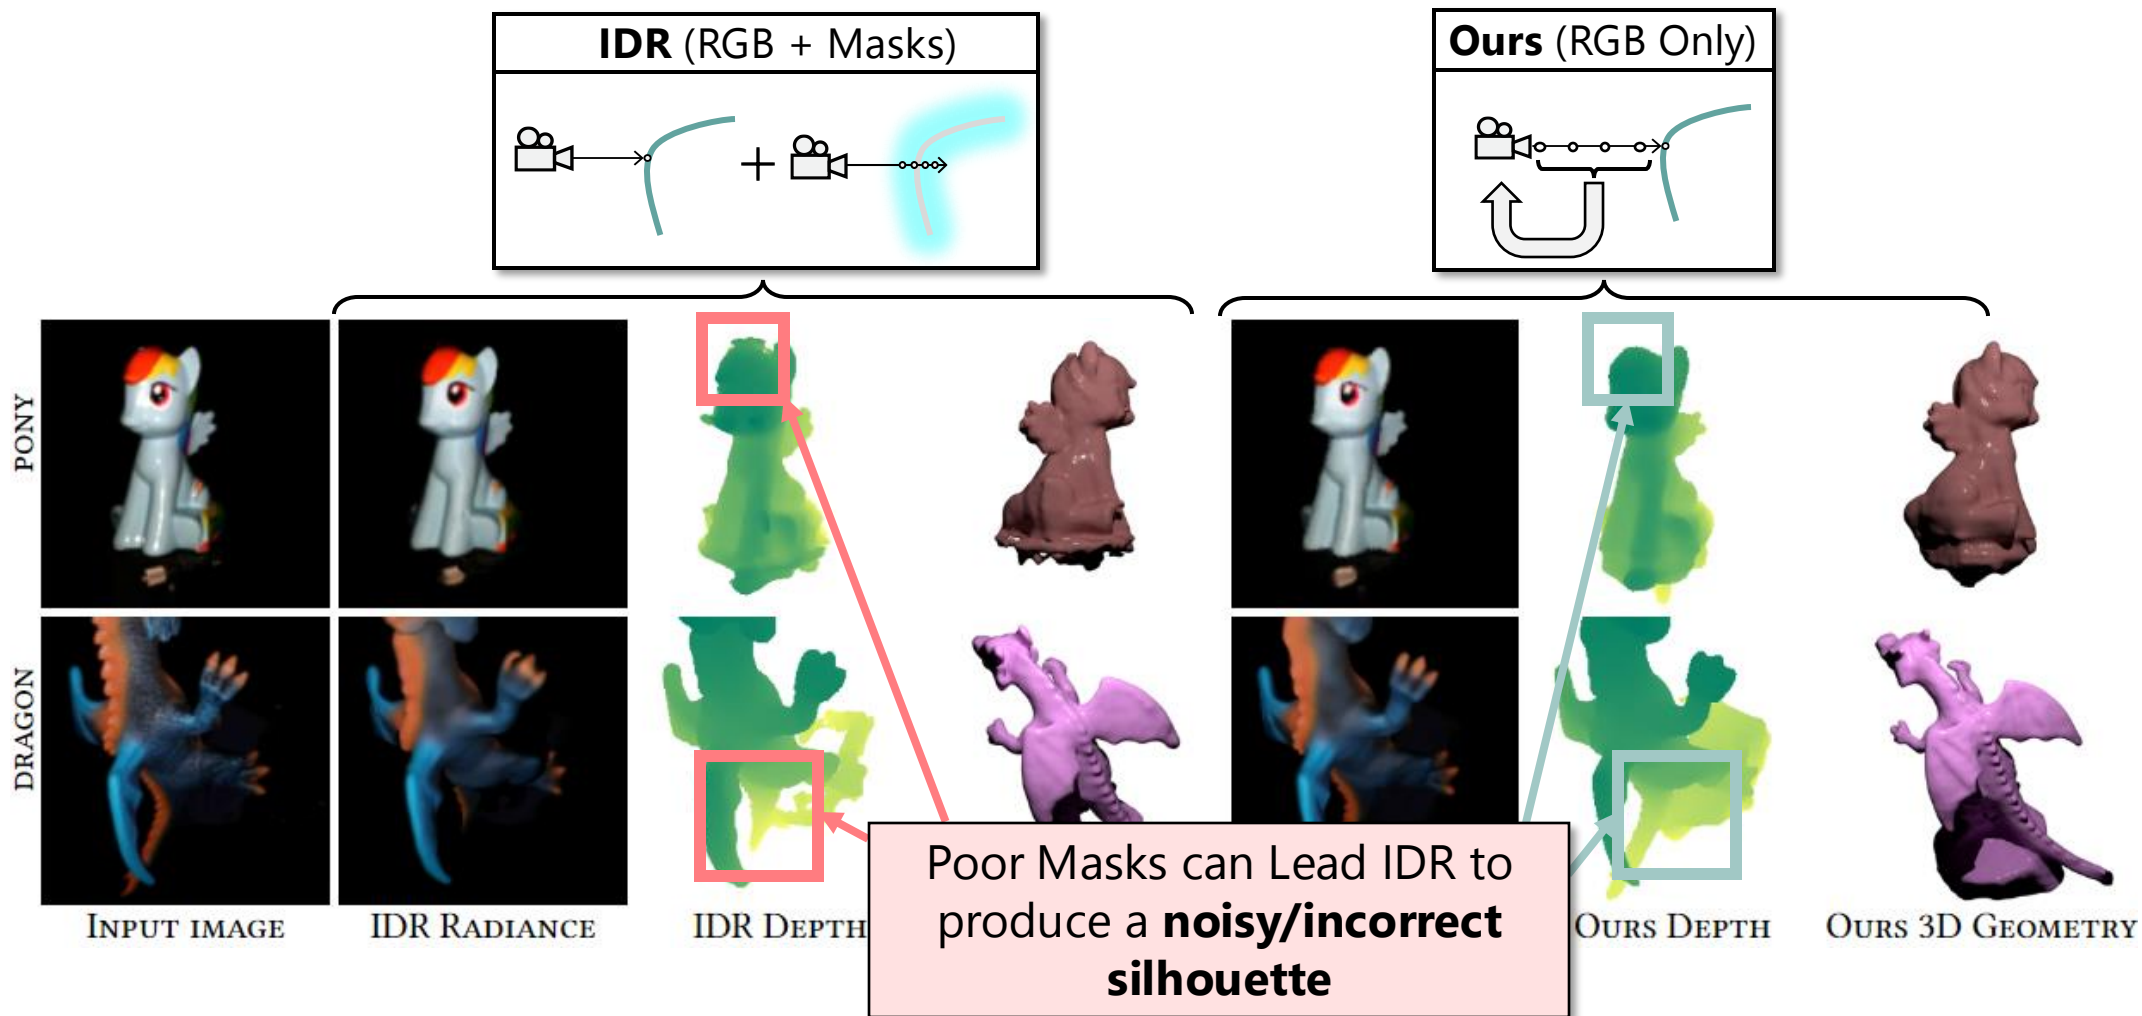 IDR (RGB + Masks)
Ours (RGB Only)
PONY
DRAGON
INPUT IMAGE
IDR RADIANCE
IDR DEPTH
Poor Masks can Lead IDR to
produce a noisy/incorrect
silhouette
OURS DEPTH
OURS 3D GEOMETRY